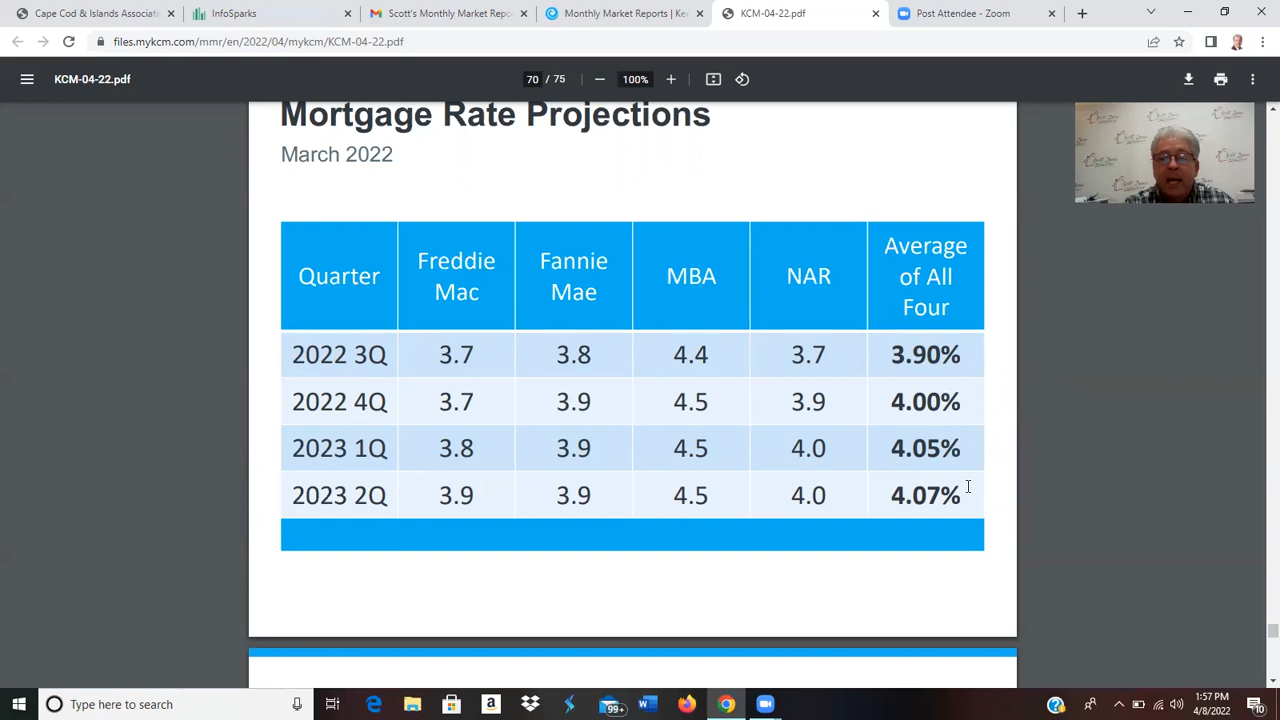 Cape Cod & Islands Associati
InfoSparks
Scott's Monthly Market Repo
Monthly Market Reports | Kee
KCM-04-22.pdf
Post Attendee - Zoom
files.mykcm.com/mmr/en/2022/04/mykcm/KCM-04-22.pdf
KCM-04-22.pdf
70 / 75
100%
Mortgage Rate Projections
March 2022
Quarter Freddie Mac Fannie Mae MBA NAR Average of All Four
2022 3Q 3.7 3.8 4.4 3.7 3.90%
2022 4Q 3.7 3.9 4.5 3.9 4.00%
2023 1Q 3.8 3.9 4.5 4.0 4.05%
2023 2Q 3.9 3.9 4.5 4.0 4.07%
Type here to search
99+
1:57 PM
4/8/2022
10